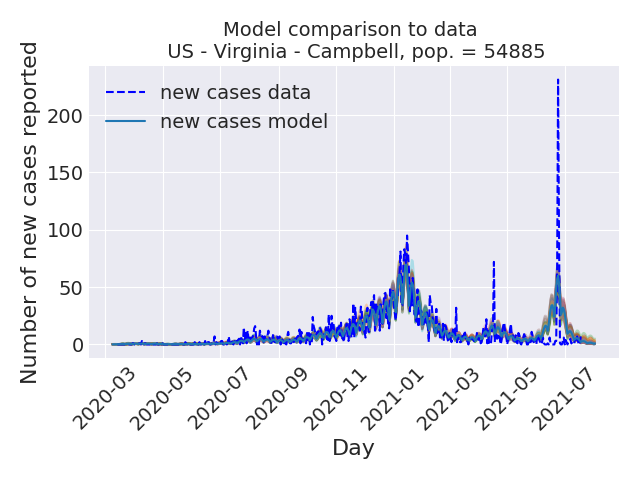 Model comparison to data
US - Virginia - Campbell, pop. = 54885
Number of new cases reported
new cases data
new cases model
200
150
100
50
0
2020-03
2020-05
2020-07
2020-09
2020-11
2021-01
2021-03
2021-05
2021-07
Day